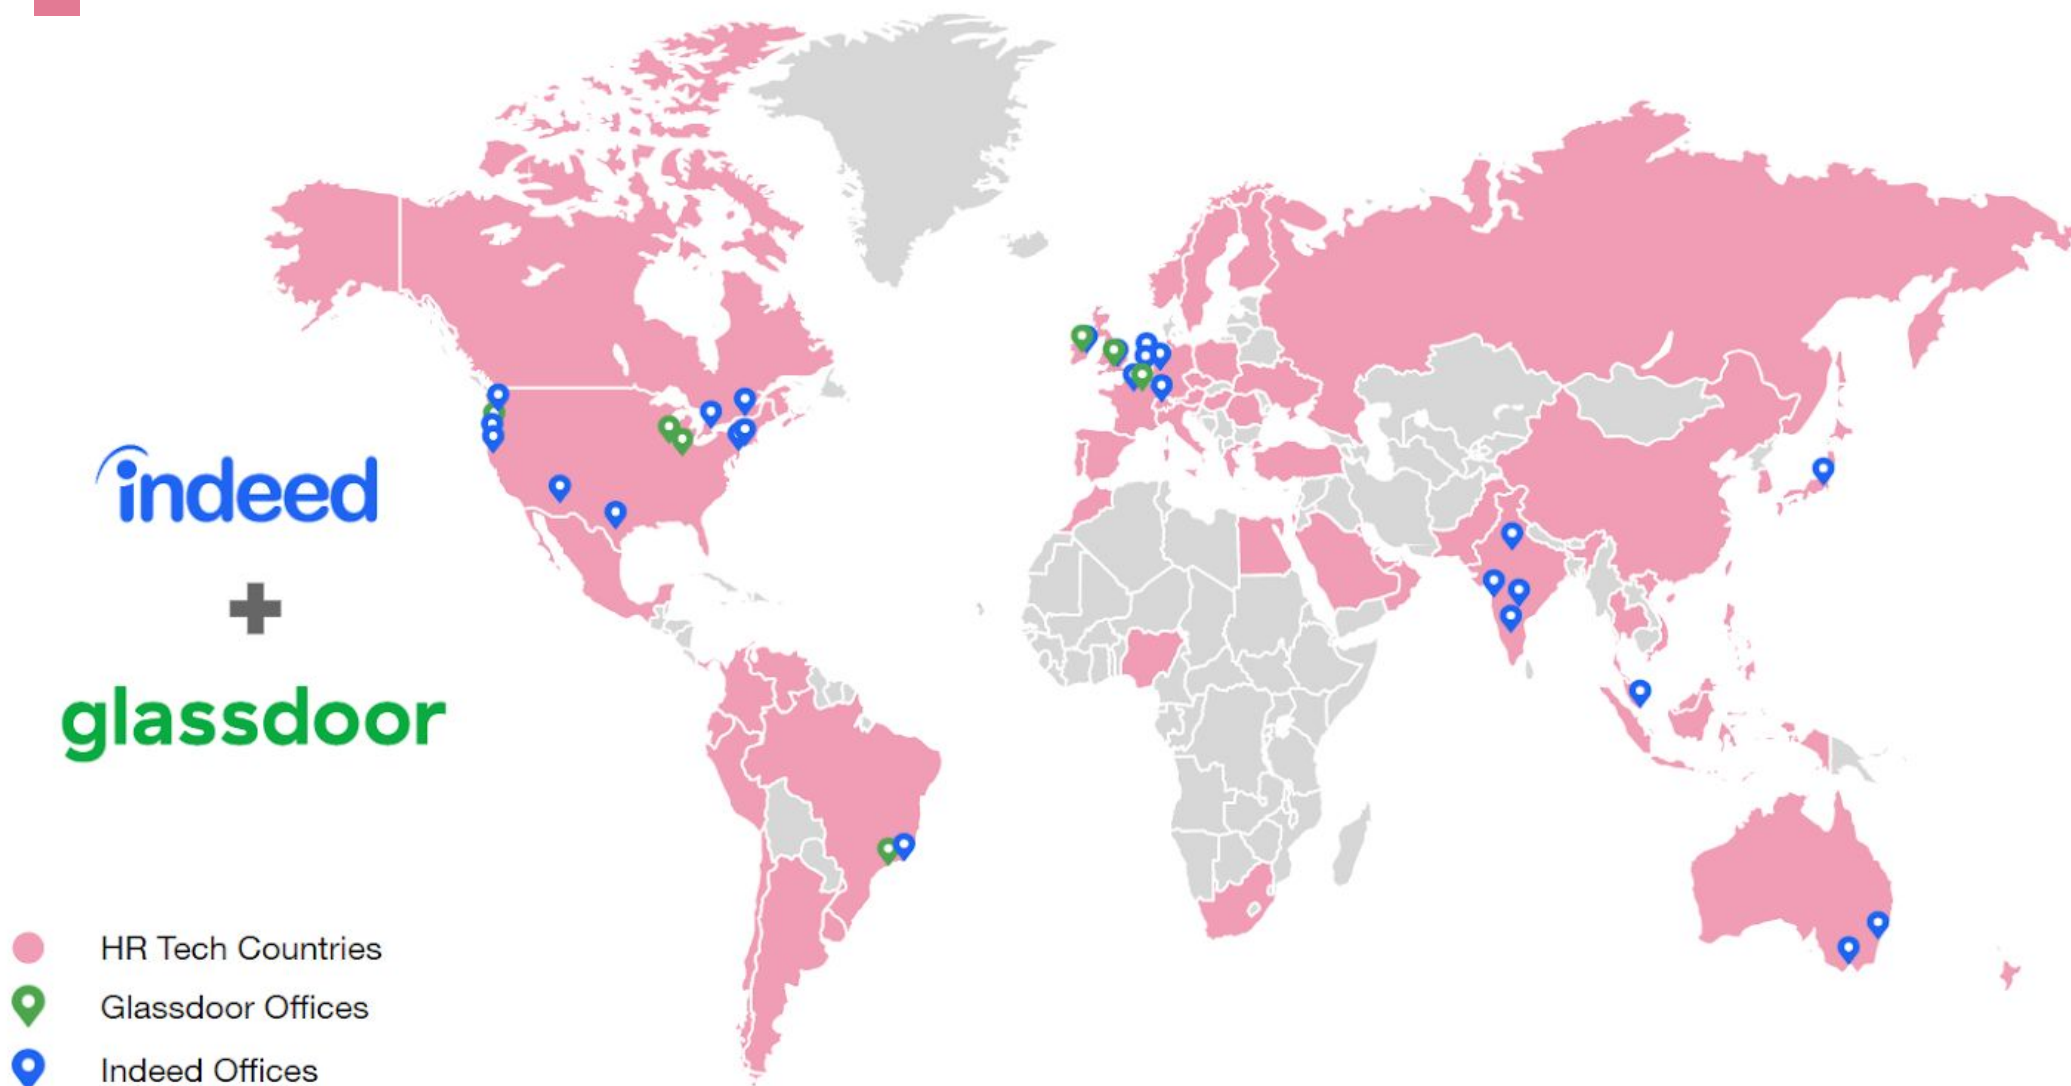 indeed
+
glassdoor
HR Tech Countries
Glassdoor Offices
Indeed Offices